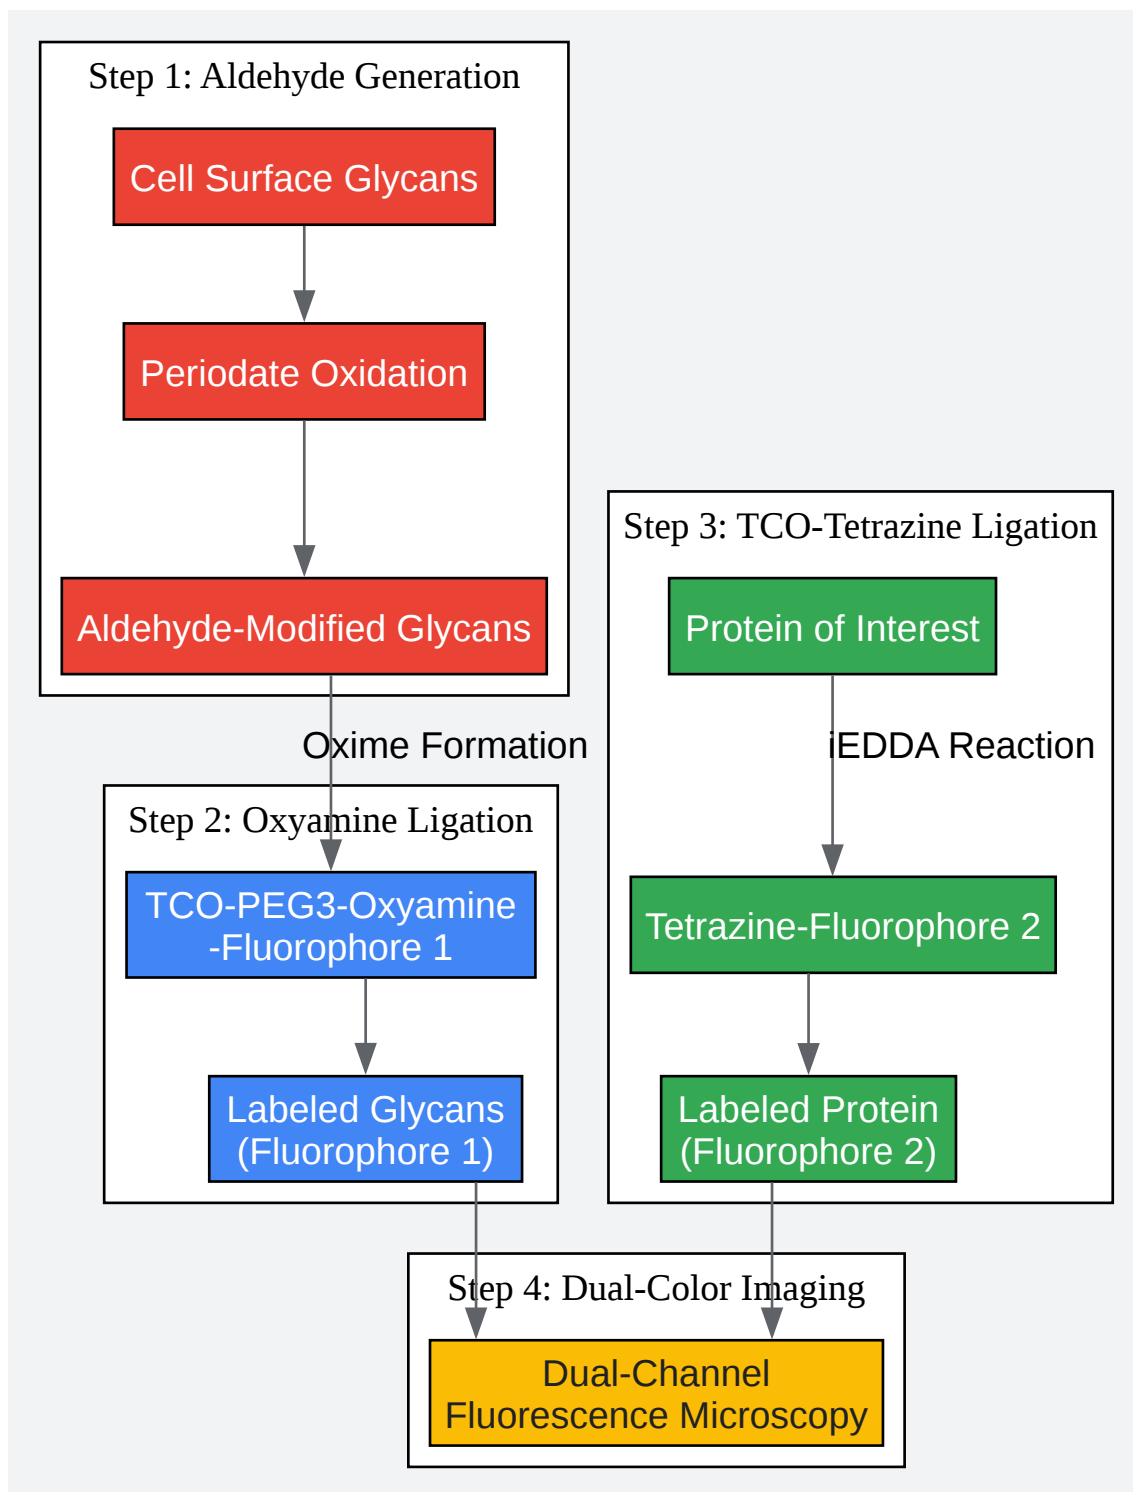 Step 1: Aldehyde Generation
Cell Surface Glycans
Periodate Oxidation
Aldehyde-Modified Glycans
Oxime Formation
Step 2: Oxyamine Ligation
TCO-PEG3-Oxyamine
-Fluorophore 1
Labeled Glycans
(Fluorophore 1)
Step 3: TCO-Tetrazine Ligation
Protein of Interest
iEDDA Reaction
Tetrazine-Fluorophore 2
Labeled Protein
(Fluorophore 2)
Step 4: Dual-Color Imaging
Dual-Channel
Fluorescence Microscopy